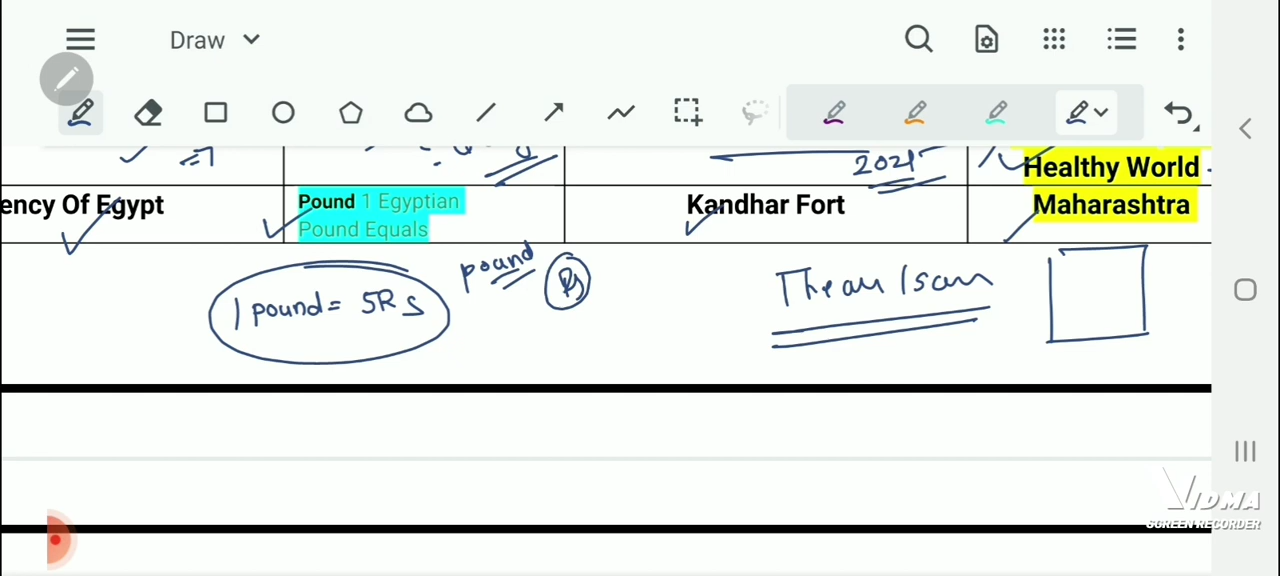 Draw
2021
Healthy World
ency Of Egypt
Pound 1 Egyptian
Pound Equals
Kandhar Fort
Maharashtra
pound
Rs
1 pound = 5Rs
VIDMA
SCREEN RECORDER